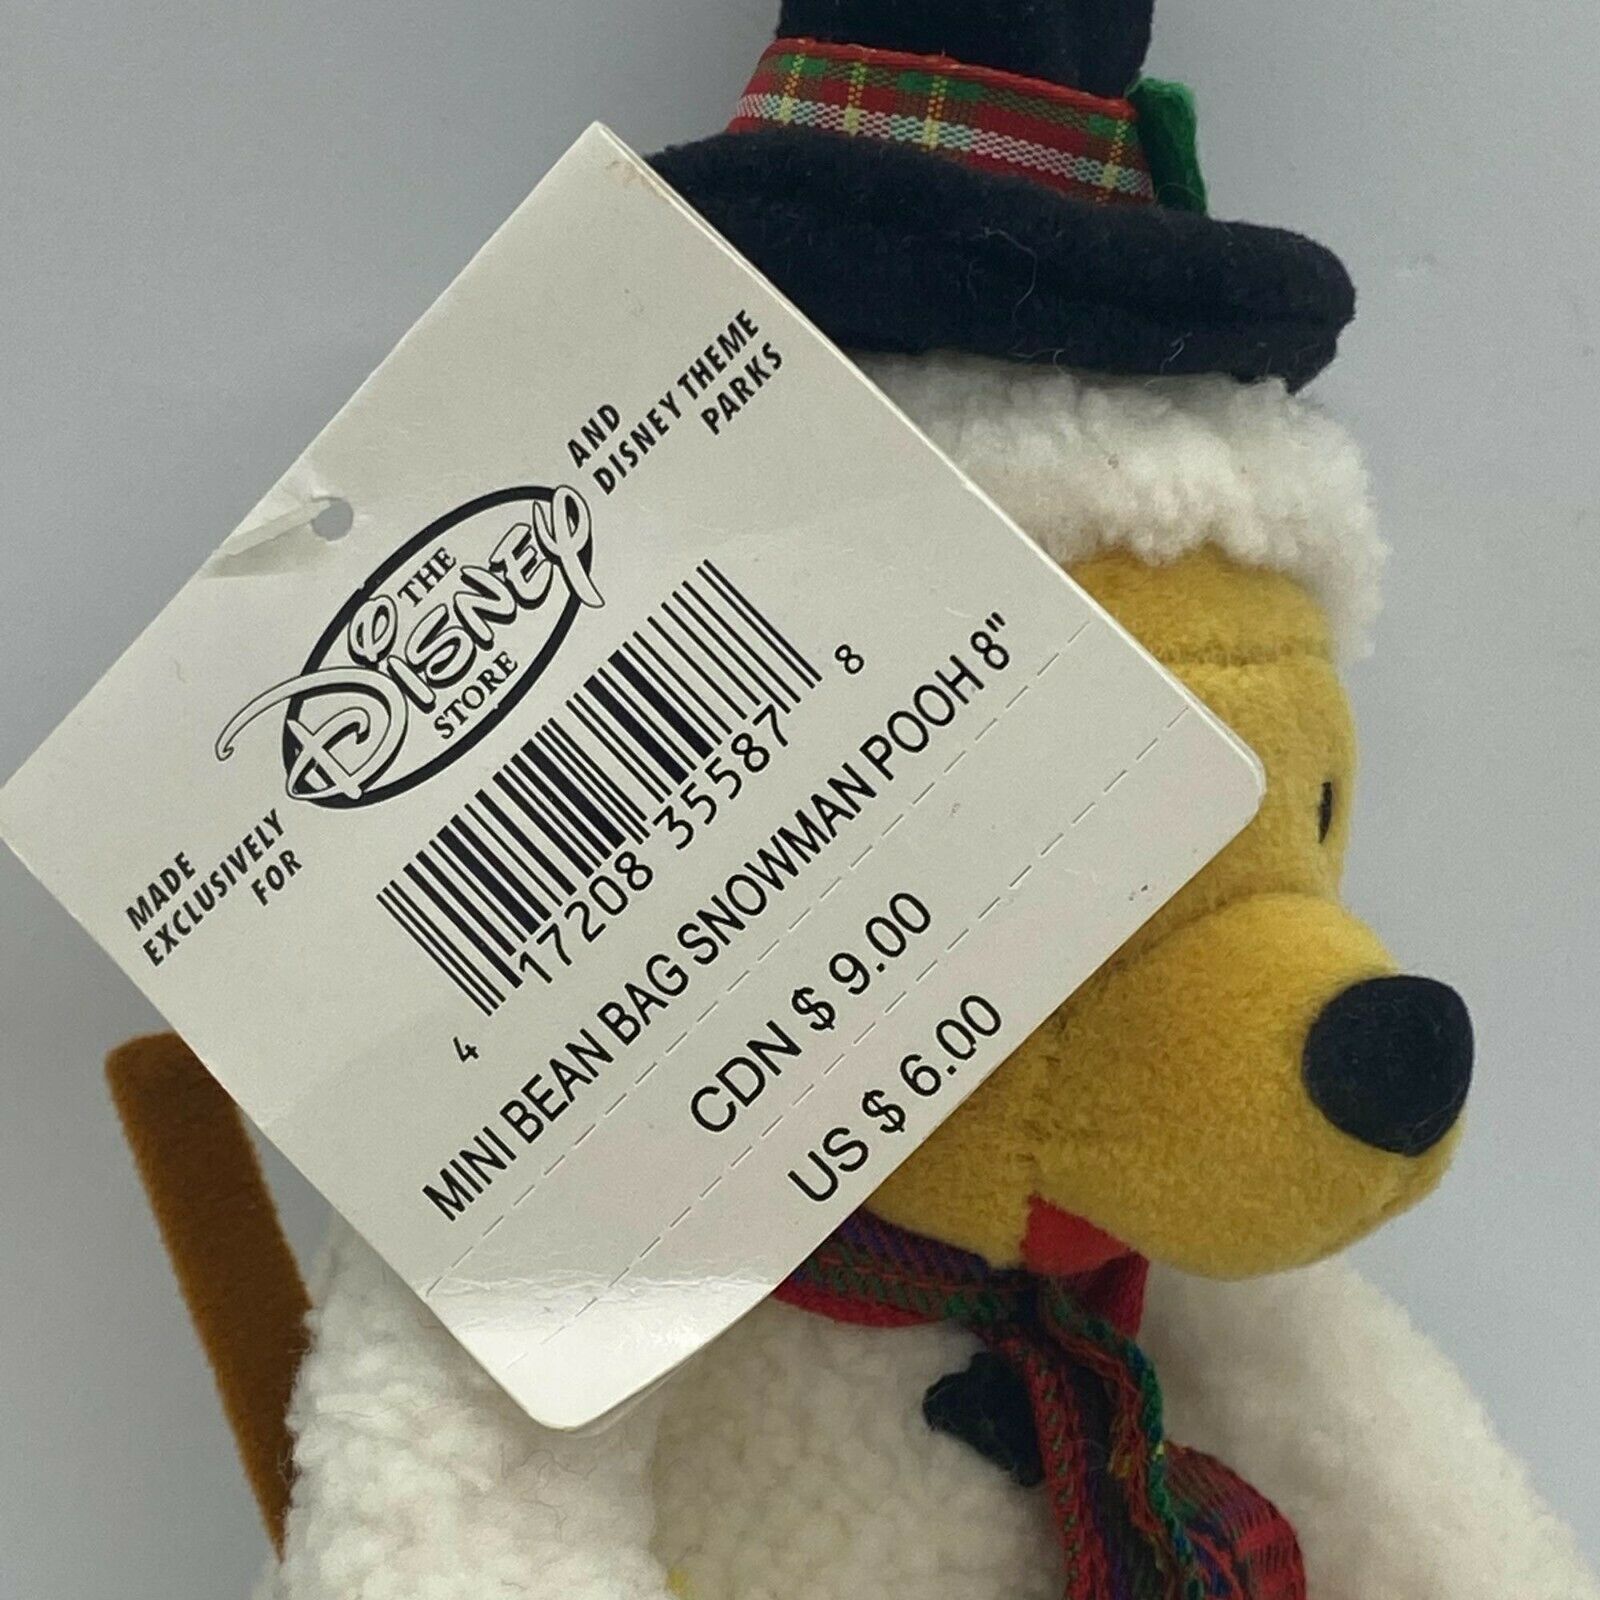 MADE
EXCLUSIVELY
FOR
THE
DISNEY
STORE
AND
DISNEY THEME
PARKS
4 17208 35587 8
MINI BEAN BAG SNOWMAN POOH 8"
CDN $ 9.00
US $ 6.00